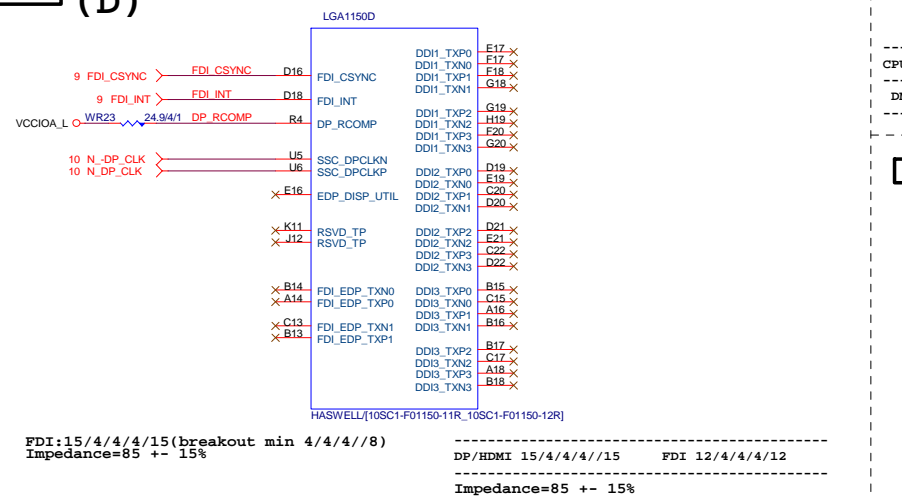 (D)
LGA1150D
9 FDI_CSYNC FDI_CSYNC D16 FDI_CSYNC
9 FDI_INT FDI_INT D18 FDI_INT
VCCIOA_L WR23 24.9/4/1 DP_RCOMP R4 DP_RCOMP
10 N_-DP_CLK U5 SSC_DPCLKN
10 N_DP_CLK U6 SSC_DPCLKP
E16 EDP_DISP_UTIL
K11 RSVD_TP
J12 RSVD_TP
B14 FDI_EDP_TXN0
A14 FDI_EDP_TXP0
C13 FDI_EDP_TXN1
B13 FDI_EDP_TXP1
DDI1_TXP0 E17
DDI1_TXN0 F17
DDI1_TXP1 F18
DDI1_TXN1 G18
DDI1_TXP2 G19
DDI1_TXN2 H19
DDI1_TXP3 F20
DDI1_TXN3 G20
DDI2_TXP0 D19
DDI2_TXN0 E19
DDI2_TXP1 C20
DDI2_TXN1 D20
DDI2_TXP2 D21
DDI2_TXN2 E21
DDI2_TXP3 C22
DDI2_TXN3 D22
DDI3_TXP0 B15
DDI3_TXN0 C15
DDI3_TXP1 A16
DDI3_TXN1 B16
DDI3_TXP2 B17
DDI3_TXN2 C17
DDI3_TXP3 A18
DDI3_TXN3 B18
HASWELL/[10SC1-F01150-11R_10SC1-F01150-12R]
FDI:15/4/4/4/15(breakout min 4/4/4//8)
Impedance=85 +- 15%
DP/HDMI 15/4/4/4//15 FDI 12/4/4/4/12
Impedance=85 +- 15%